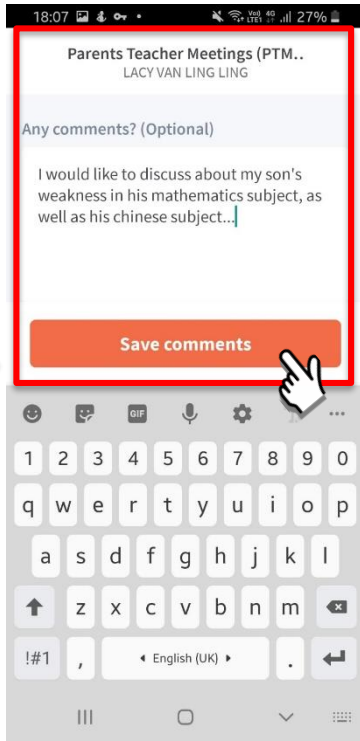 18:07 27%
Parents Teacher Meetings (PTM..
LACY VAN LING LING
Any comments? (Optional)
I would like to discuss about my son's
weakness in his mathematics subject, as
well as his chinese subject...
Save comments
GIF
1 2 3 4 5 6 7 8 9 0
q w e r t y u i o p
a s d f g h j k l
z x c v b n m
!#1 , English (UK) .